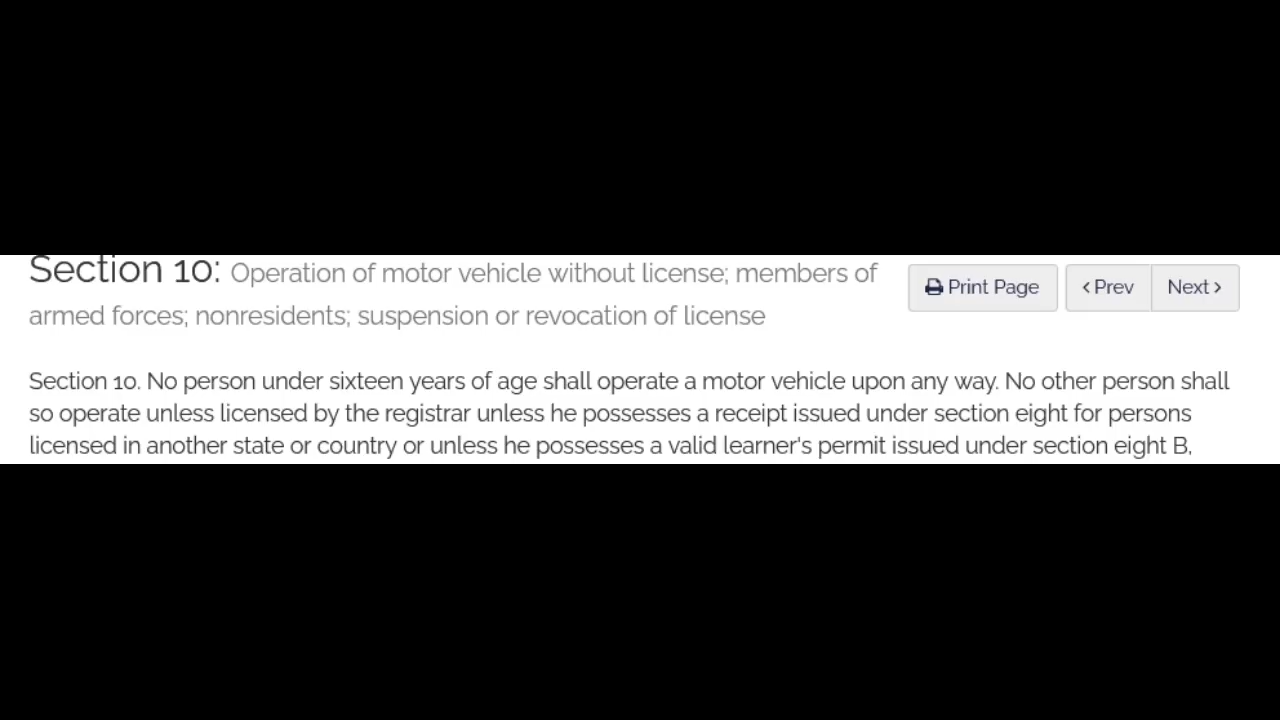 Section 10: Operation of motor vehicle without license; members of
armed forces; nonresidents; suspension or revocation of license
Print Page
‹ Prev
Next ›
Section 10. No person under sixteen years of age shall operate a motor vehicle upon any way. No other person shall
so operate unless licensed by the registrar unless he possesses a receipt issued under section eight for persons
licensed in another state or country or unless he possesses a valid learner's permit issued under section eight B,